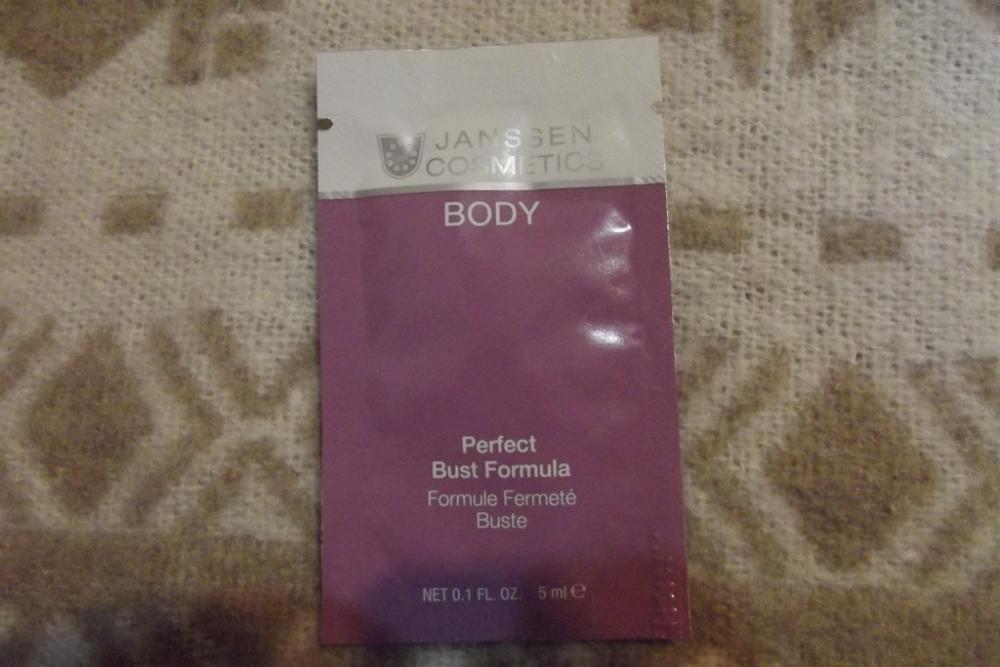 JANSSEN
COSMETICS
BODY
Perfect
Bust Formula
Formule Fermeté
Buste
NET 0.1 FL. OZ. 5 ml ℮